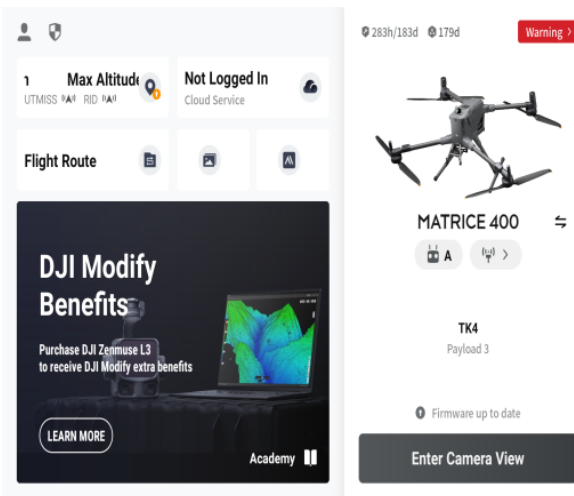 Max Altitude
UTMISS RID
Not Logged In
Cloud Service
Flight Route
DJI Modify
Benefits
Purchase DJI Zenmuse L3
to receive DJI Modify extra benefits
LEARN MORE
Academy
283h/183d 179d
Warning >
MATRICE 400
A
TK4
Payload 3
Firmware up to date
Enter Camera View